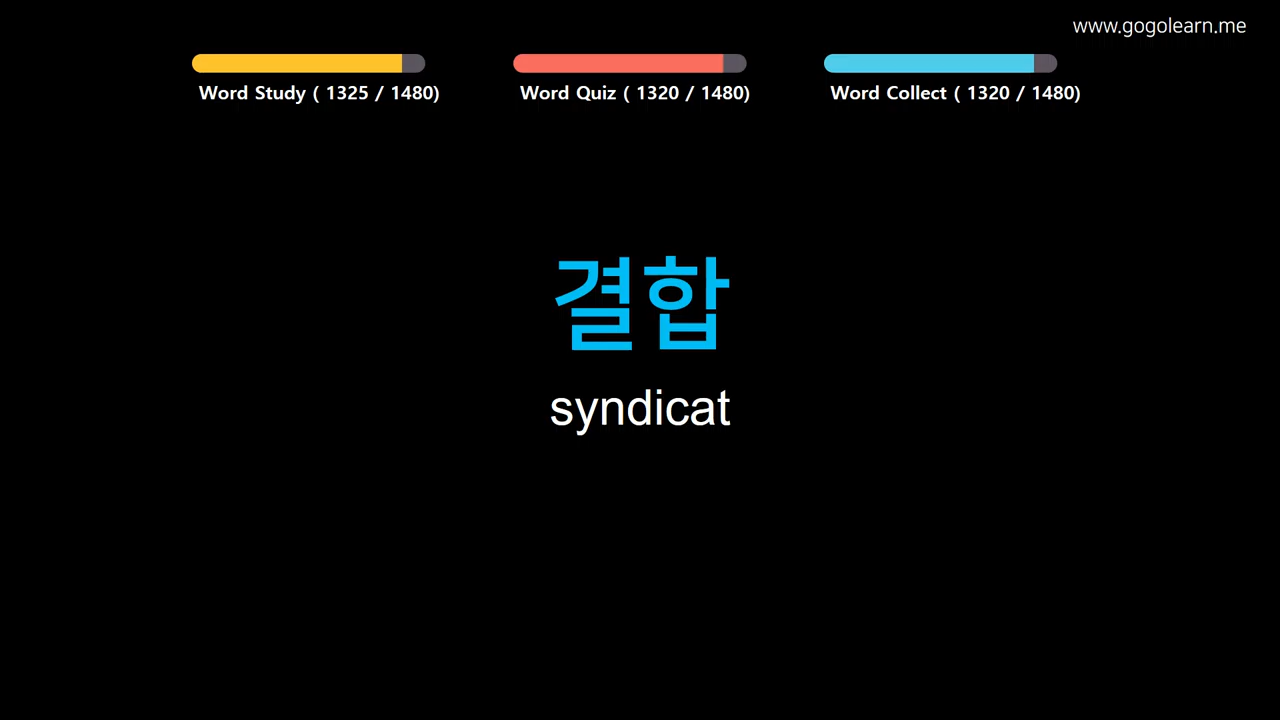 www.gogolearn.me
Word Study ( 1325 / 1480)
Word Quiz ( 1320 / 1480)
Word Collect ( 1320 / 1480)
결합
syndicat